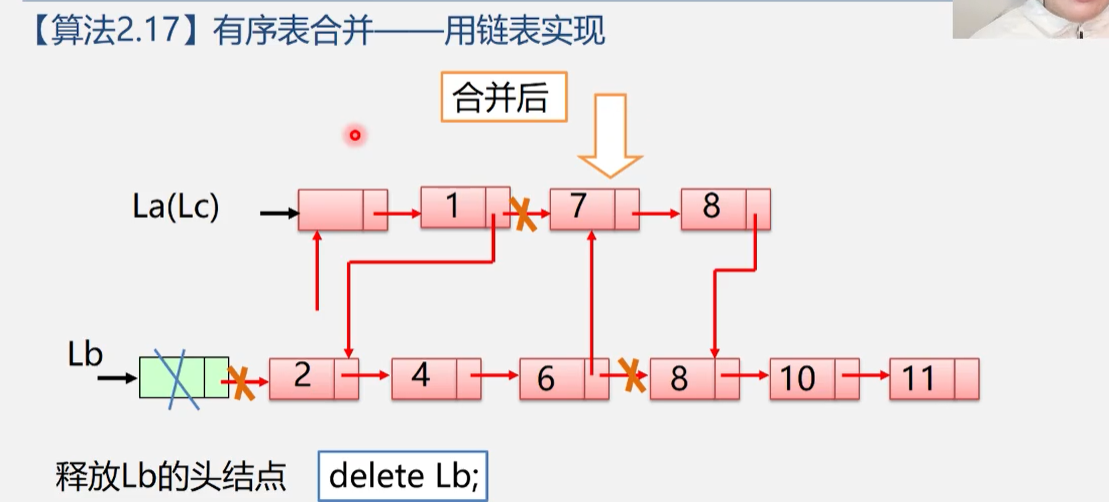 【算法2.17】有序表合并——用链表实现
合并后
La(Lc) 1 7 8
Lb 2 4 6 8 10 11
释放Lb的头结点 delete Lb;